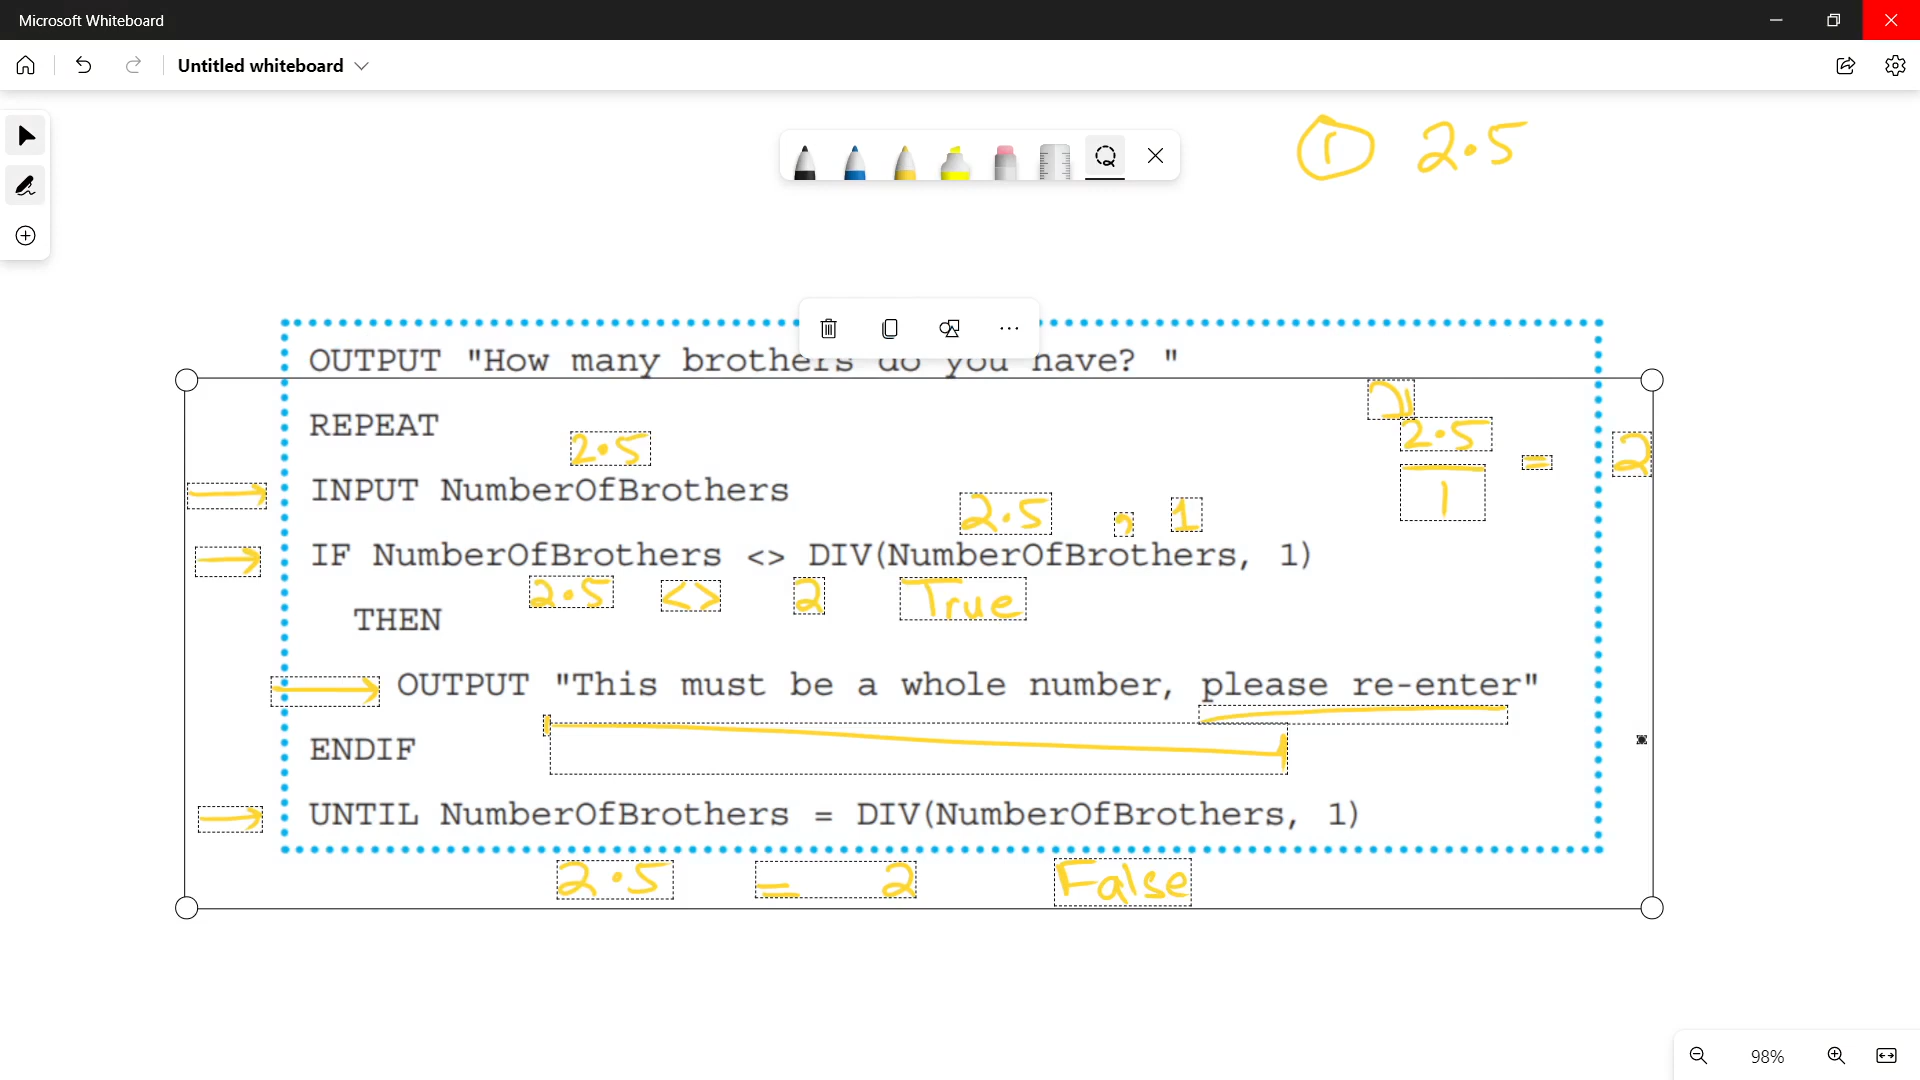 Microsoft Whiteboard
Untitled whiteboard
1 2.5
OUTPUT "How many brothers do you have? "
REPEAT
2.5
2.5
1
= 2
INPUT NumberOfBrothers
2.5 , 1
IF NumberOfBrothers <> DIV(NumberOfBrothers, 1)
2.5 <> 2 True
THEN
OUTPUT "This must be a whole number, please re-enter"
ENDIF
UNTIL NumberOfBrothers = DIV(NumberOfBrothers, 1)
2.5 = 2 False
98%